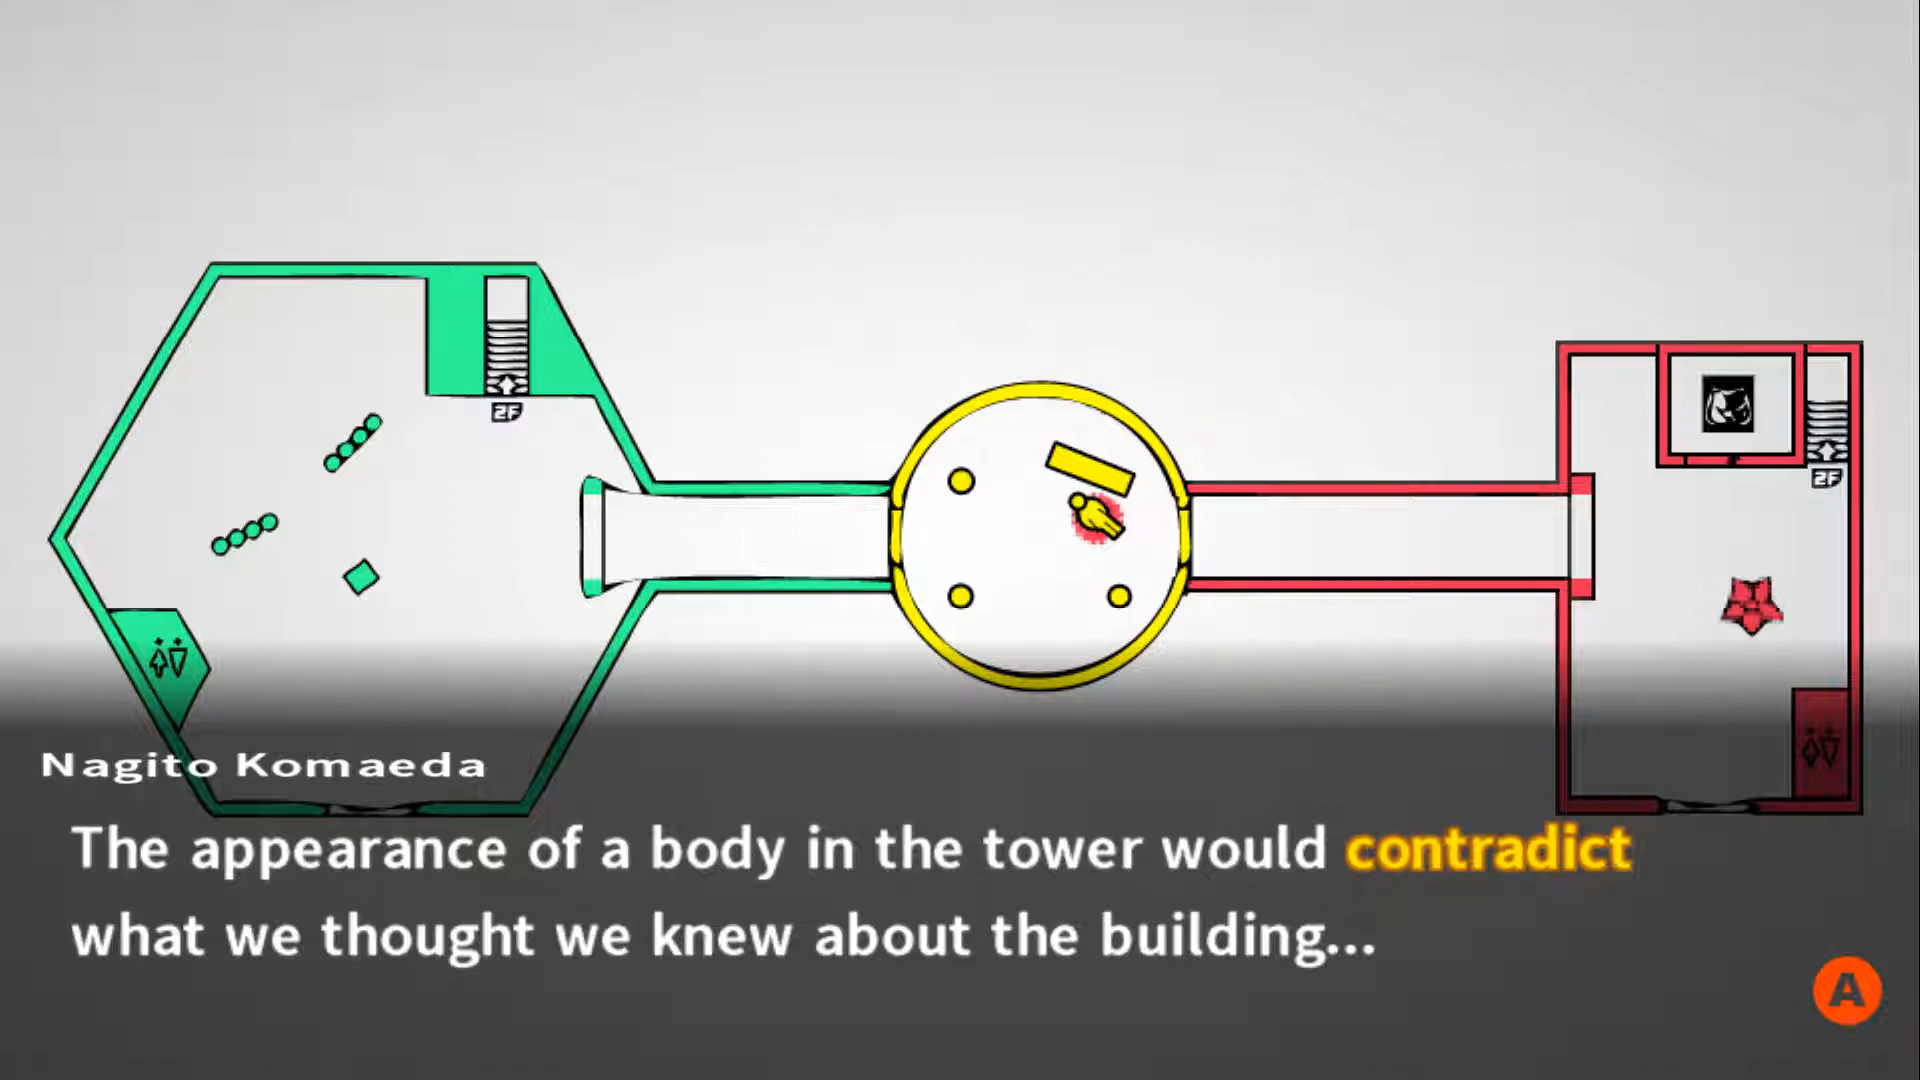 2F
2F
Nagito Komaeda
The appearance of a body in the tower would contradict
what we thought we knew about the building...
A